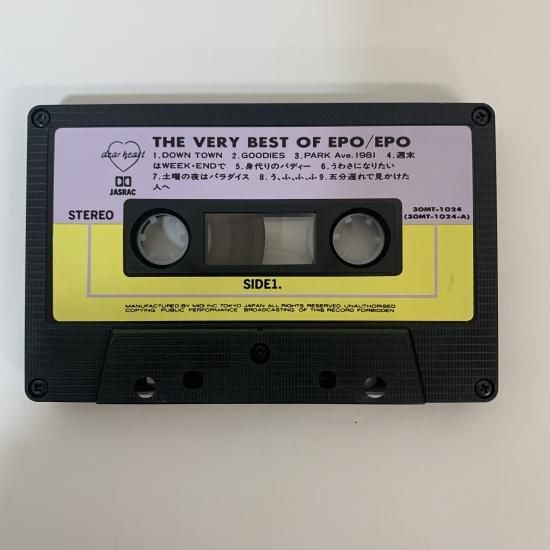 THE VERY BEST OF EPO/EPO
dear heart
1.DOWN TOWN 2.GOODIES 3.PARK Ave.1981 4.週末
はWEEK・ENDで 5.身代りのバディー 6.うわさになりたい
7.土曜の夜はパラダイス 8.う、ふ、ふ、ふ 9.五分遅れで見かけた
人へ
JASRAC
STEREO
30MT-1024
(30MT-1024-A)
SIDE1.
MANUFACTURED BY MIDI INC. TOKYO JAPAN ALL RIGHTS RESERVED UNAUTHORISED
COPYING PUBLIC PERFORMANCE BROADCASTING OF THIS RECORD FORBIDDEN